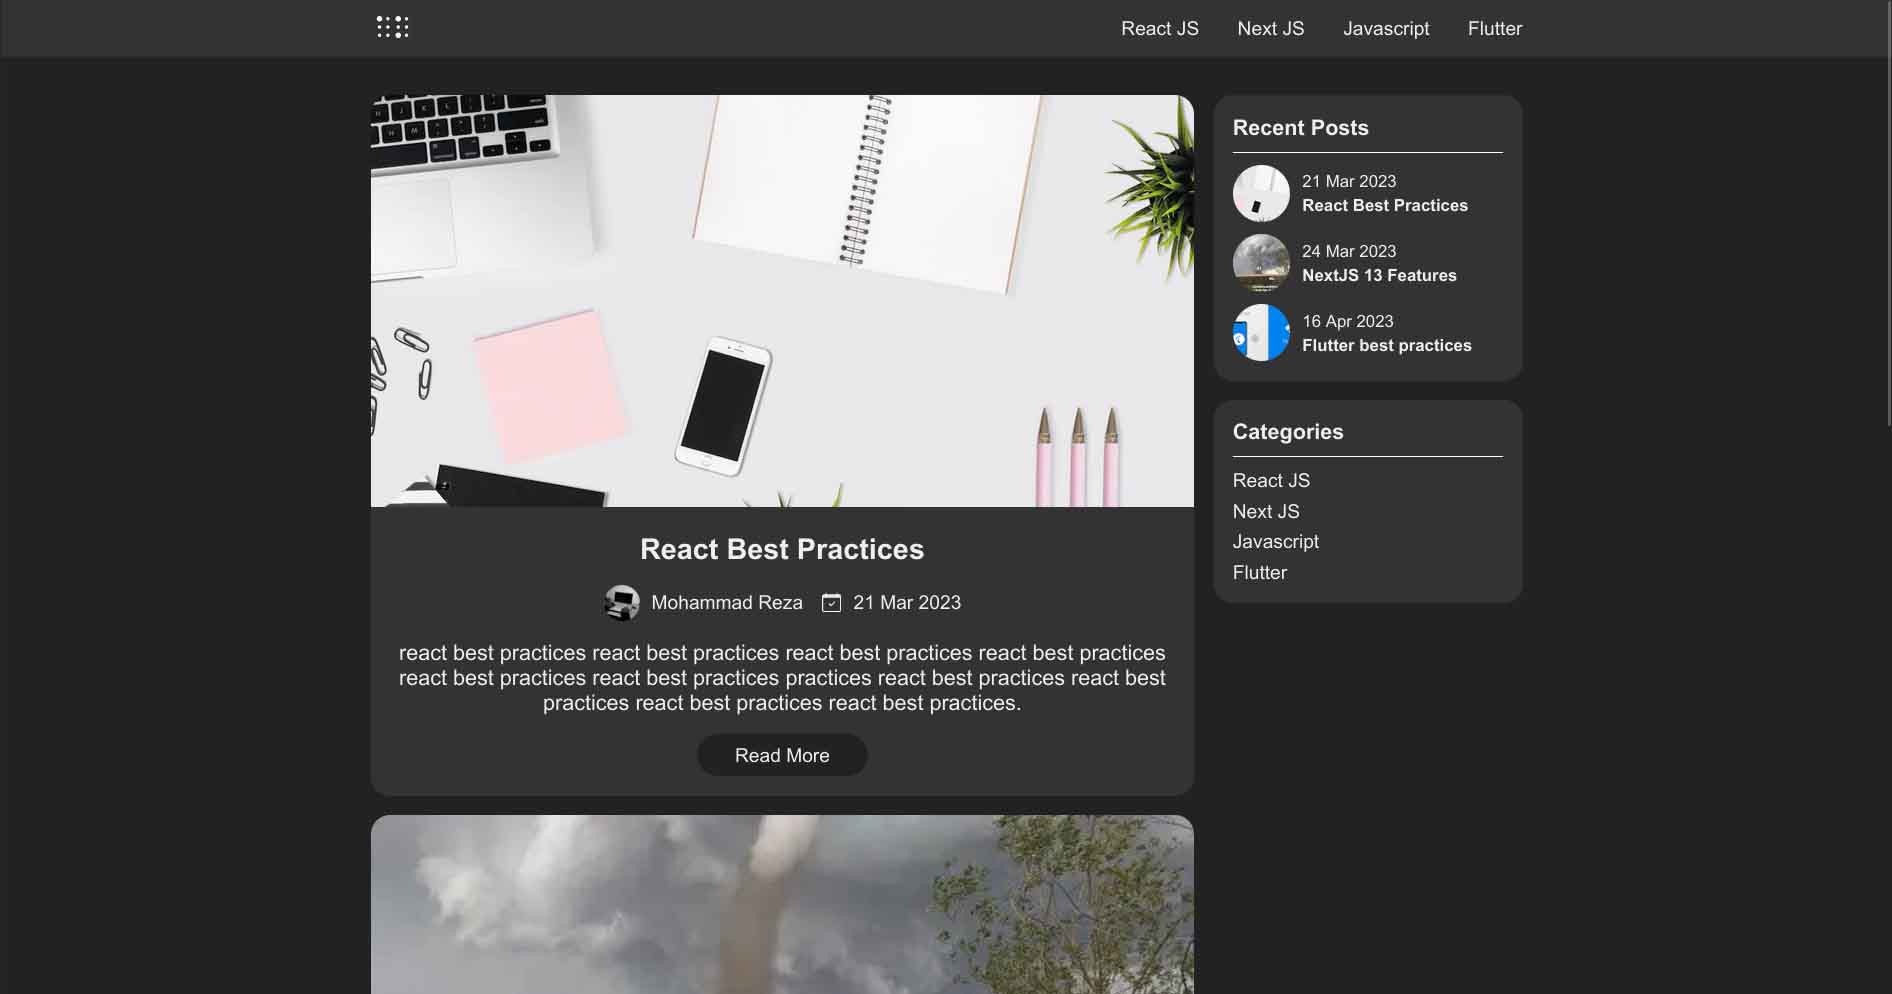 React JS
Next JS
Javascript
Flutter
React Best Practices
Mohammad Reza
21 Mar 2023
react best practices react best practices react best practices react best practices
react best practices react best practices practices react best practices react best
practices react best practices react best practices.
Read More
Recent Posts
21 Mar 2023
React Best Practices
24 Mar 2023
NextJS 13 Features
16 Apr 2023
Flutter best practices
Categories
React JS
Next JS
Javascript
Flutter